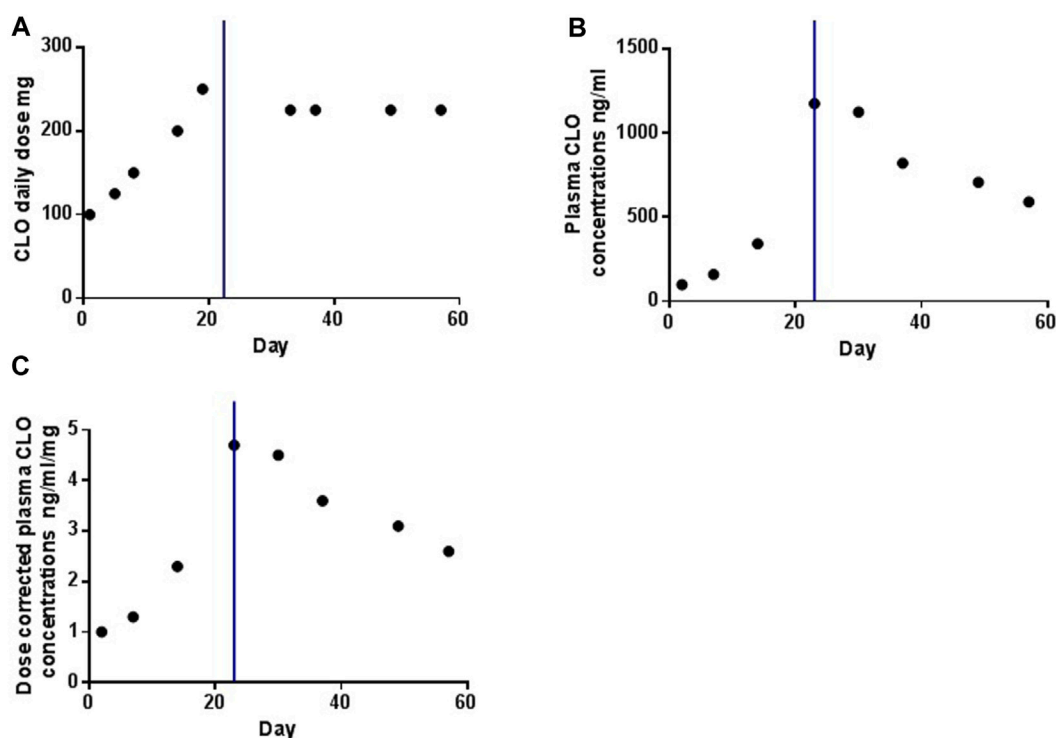 A
CLO daily dose mg
300
200
100
0
0 20 40 60
Day
B
Plasma CLO
concentrations ng/ml
1500
1000
500
0
0 20 40 60
Day
C
Dose corrected plasma CLO
concentrations ng/ml/mg
5
4
3
2
1
0
0 20 40 60
Day